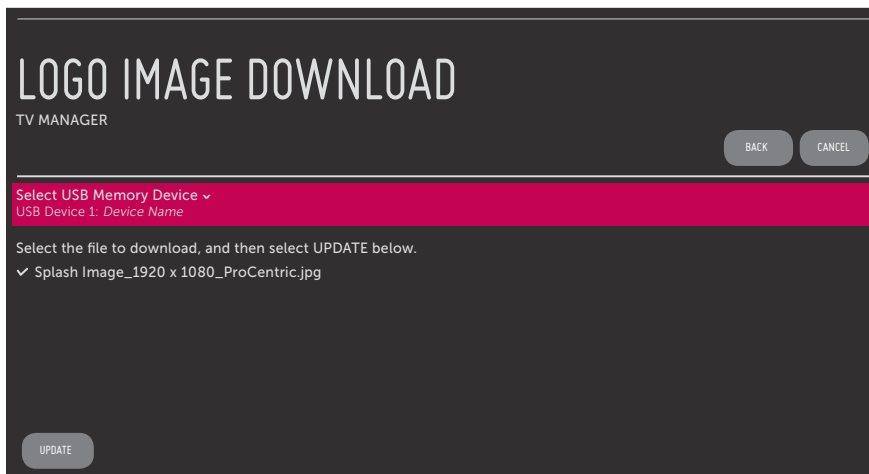 LOGO IMAGE DOWNLOAD
TV MANAGER
BACK CANCEL
Select USB Memory Device
USB Device 1: Device Name
Select the file to download, and then select UPDATE below.
Splash Image_1920 x 1080_ProCentric.jpg
UPDATE